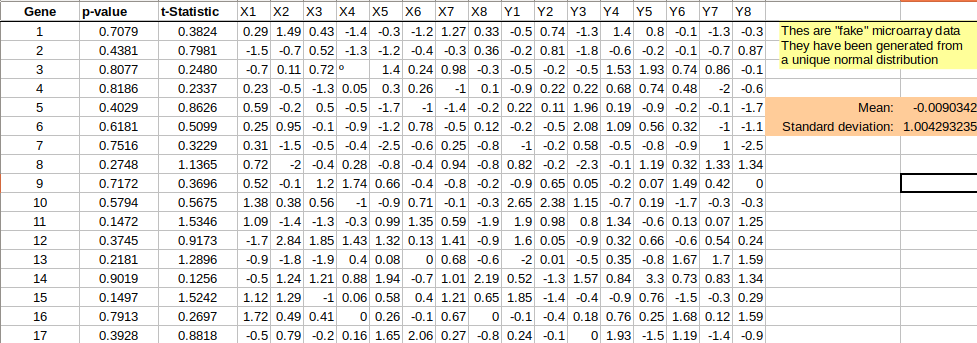 Gene p-value t-Statistic X1 X2 X3 X4 X5 X6 X7 X8 Y1 Y2 Y3 Y4 Y5 Y6 Y7 Y8
1 0.7079 0.3824 0.29 1.49 0.43 -1.4 -0.3 -1.2 1.27 0.33 -0.5 0.74 -1.3 1.4 0.8 -0.1 -1.3 -0.3 Thes are "fake" microarray data
2 0.4381 0.7981 -1.5 -0.7 0.52 -1.3 -0.2 -0.4 -0.3 0.36 -0.2 0.81 -1.8 -0.6 -0.2 -0.1 -0.7 0.87 They have been generated from
3 0.8077 0.2480 -0.7 0.11 0.72 º 1.4 0.24 0.98 -0.3 -0.5 -0.2 -0.5 1.53 1.93 0.74 0.86 -0.1 a unique normal distribution
4 0.8186 0.2337 0.23 -0.5 -1.3 0.05 0.3 0.26 -1 0.1 -0.9 0.22 0.22 0.68 0.74 0.48 -2 -0.6
5 0.4029 0.8626 0.59 -0.2 0.5 -0.5 -1.7 -1 -1.4 -0.2 0.22 0.11 1.96 0.19 -0.9 -0.2 -0.1 -1.7 Mean: -0.0090342
6 0.6181 0.5099 0.25 0.95 -0.1 -0.9 -1.2 0.78 -0.5 0.12 -0.2 -0.5 2.08 1.09 0.56 0.32 -1 -1.1 Standard deviation: 1.004293235
7 0.7516 0.3229 0.31 -1.5 -0.5 -0.4 -2.5 -0.6 0.25 -0.8 -1 -0.2 0.58 -0.5 -0.8 -0.9 1 -2.5
8 0.2748 1.1365 0.72 -2 -0.4 0.28 -0.8 -0.4 0.94 -0.8 0.82 -0.2 -2.3 -0.1 1.19 0.32 1.33 1.34
9 0.7172 0.3696 0.52 -0.1 1.2 1.74 0.66 -0.4 -0.8 -0.2 -0.9 0.65 0.05 -0.2 0.07 1.49 0.42 0
10 0.5794 0.5675 1.38 0.38 0.56 -1 -0.9 0.71 -0.1 -0.3 2.65 2.38 1.15 -0.7 0.19 -1.7 -0.3 -0.3
11 0.1472 1.5346 1.09 -1.4 -1.3 -0.3 0.99 1.35 0.59 -1.9 1.9 0.98 0.8 1.34 -0.6 0.13 0.07 1.25
12 0.3745 0.9173 -1.7 2.84 1.85 1.43 1.32 0.13 1.41 -0.9 1.6 0.05 -0.9 0.32 0.66 -0.6 0.54 0.24
13 0.2181 1.2896 -0.9 -1.8 -1.9 0.4 0.08 0 0.68 -0.6 -2 0.01 -0.5 0.35 -0.8 1.67 1.7 1.59
14 0.9019 0.1256 -0.5 1.24 1.21 0.88 1.94 -0.7 1.01 2.19 0.52 -1.3 1.57 0.84 3.3 0.73 0.83 1.34
15 0.1497 1.5242 1.12 1.29 -1 0.06 0.58 0.4 1.21 0.65 1.85 -1.4 -0.4 -0.9 0.76 -1.5 -0.3 0.29
16 0.7913 0.2697 1.72 0.49 0.41 0 0.26 -0.1 0.67 0 -0.1 -0.4 0.18 0.76 0.25 1.68 0.12 1.59
17 0.3928 0.8818 -0.5 0.79 -0.2 0.16 1.65 2.06 0.27 -0.8 0.24 -0.1 0 1.93 -1.5 1.19 -1.4 -0.9